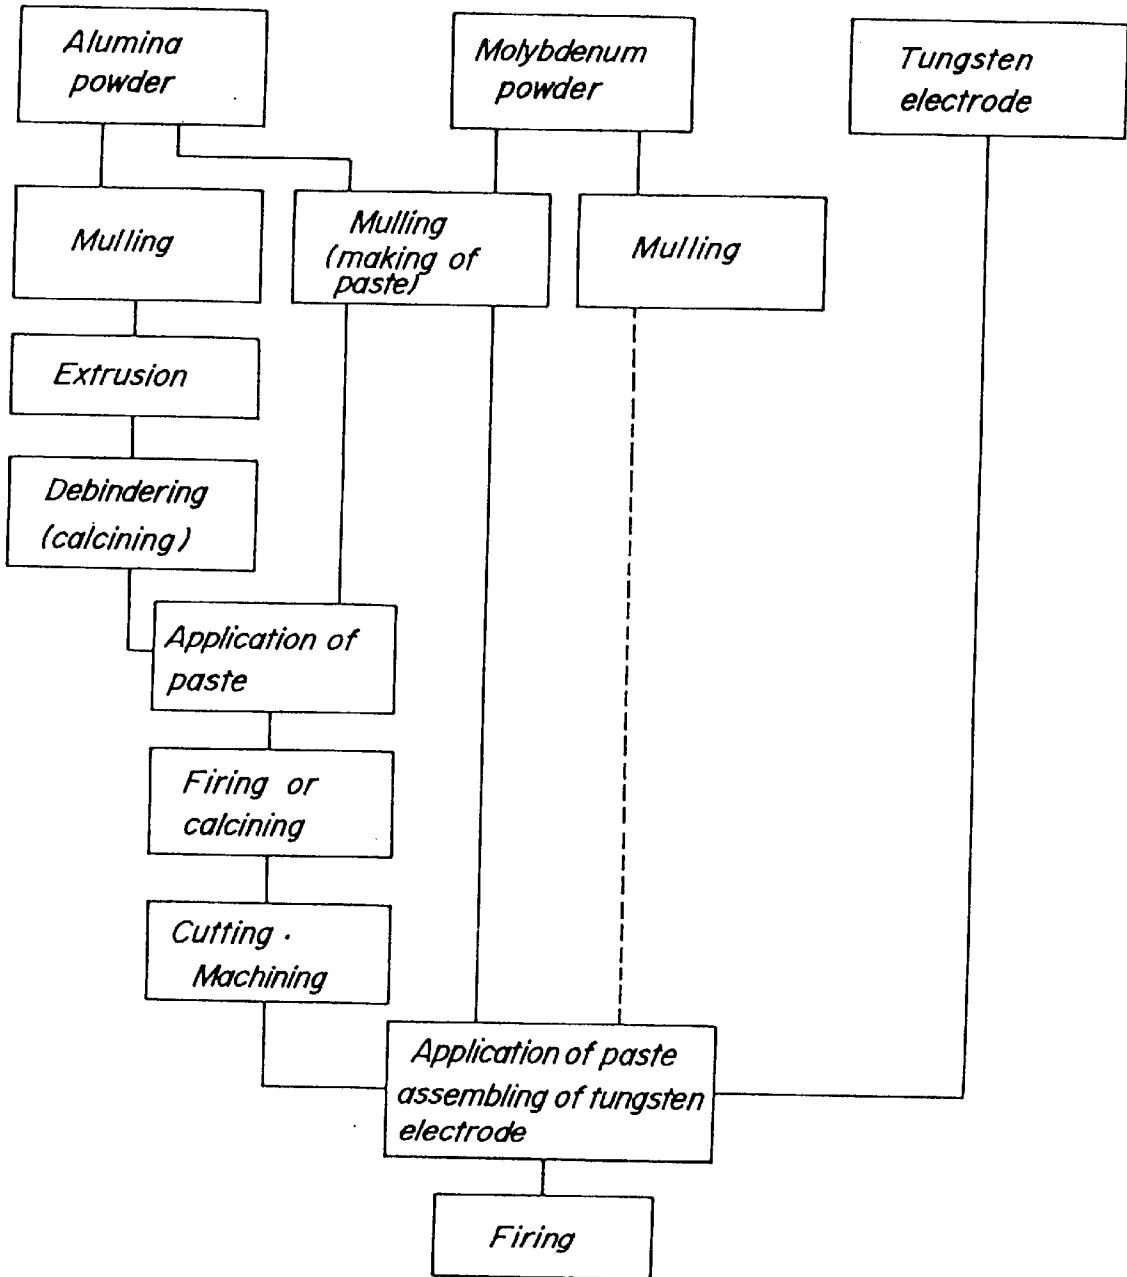 Alumina
powder
Molybdenum
powder
Tungsten
electrode
Mulling
Mulling
(making of
paste)
Mulling
Extrusion
Debindering
(calcining)
Application of
paste
Firing or
calcining
Cutting ·
Machining
Application of paste
assembling of tungsten
electrode
Firing